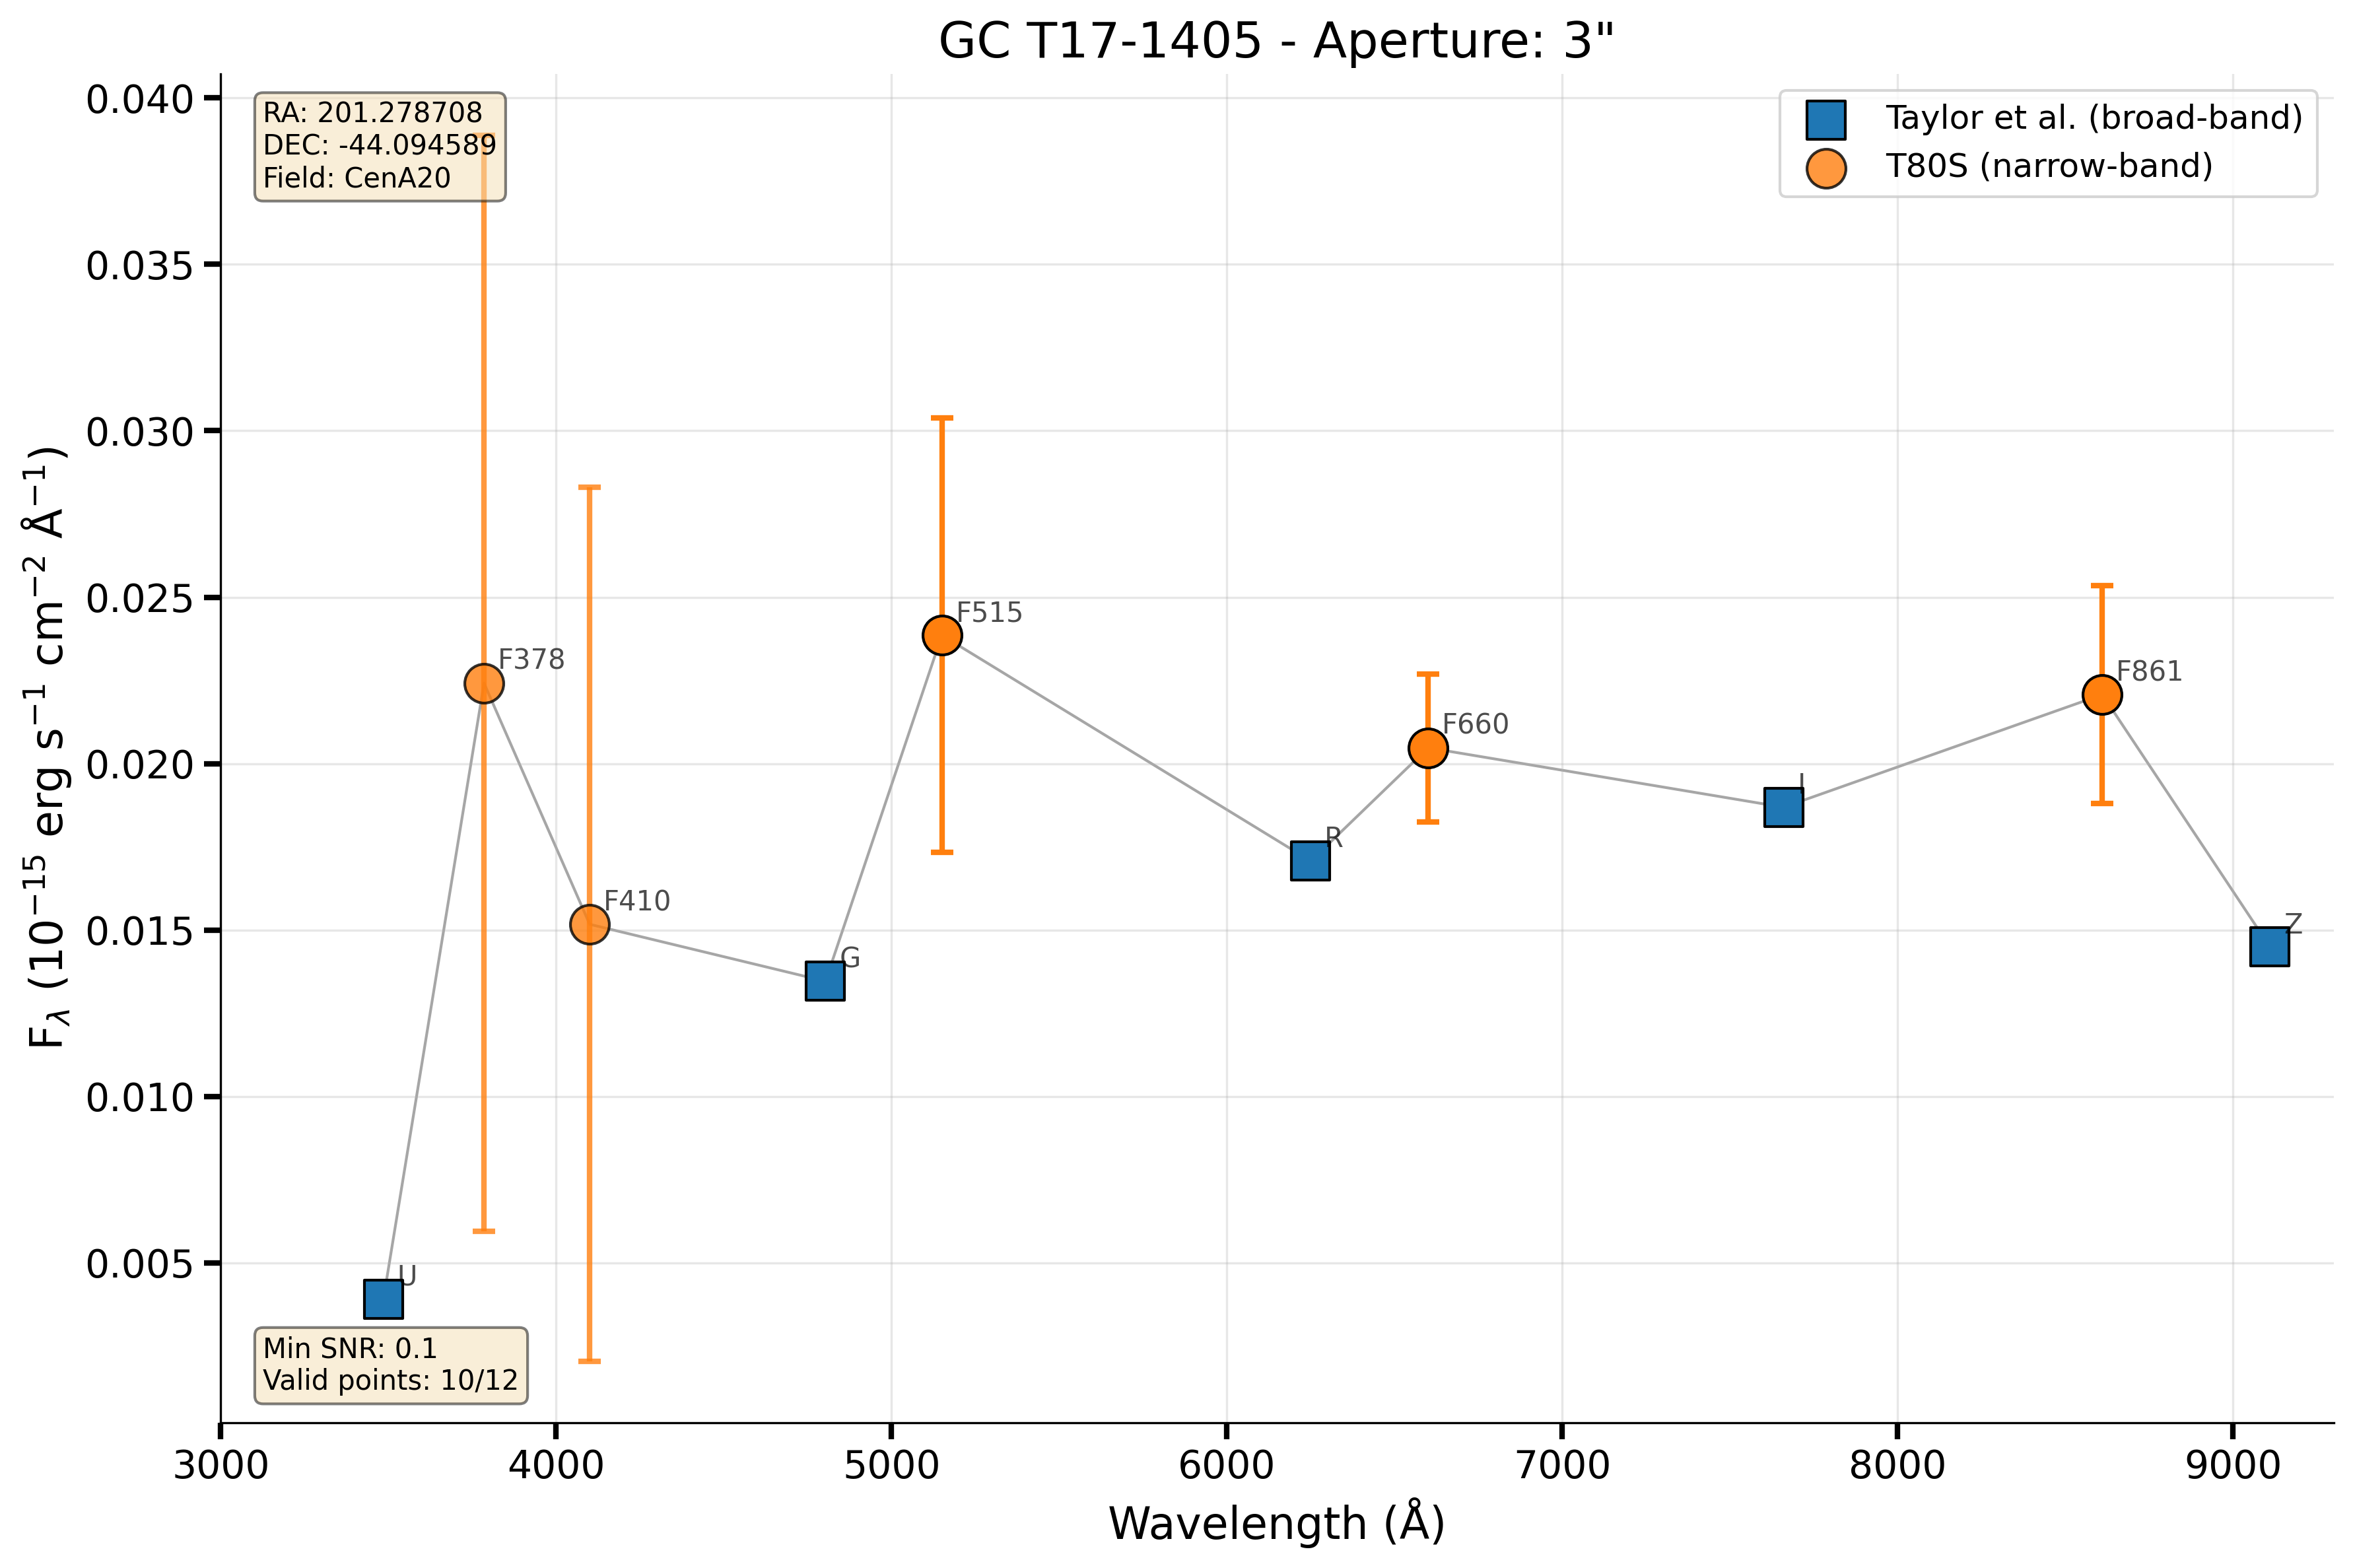 GC T17-1405 - Aperture: 3"
RA: 201.278708
DEC: -44.094589
Field: CenA20
Taylor et al. (broad-band)
T80S (narrow-band)
0.040
0.035
0.030
0.025
0.020
0.015
0.010
0.005
F_λ (10⁻¹⁵ erg s⁻¹ cm⁻² Å⁻¹)
U
F378
F410
G
F515
R
F660
I
F861
Z
Min SNR: 0.1
Valid points: 10/12
3000 4000 5000 6000 7000 8000 9000
Wavelength (Å)